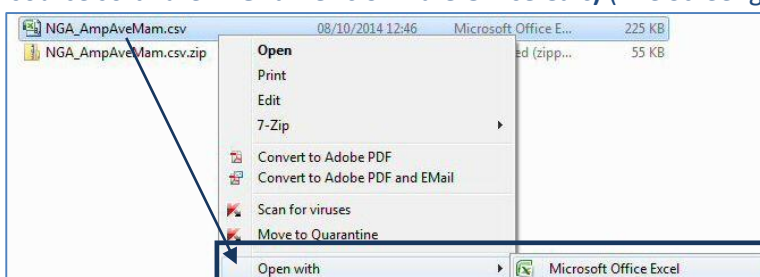 NGA_AmpAveMam.csv 08/10/2014 12:46 Microsoft Office E... 225 KB
NGA_AmpAveMam.csv.zip ed (zipp... 55 KB
Open
Print
Edit
7-Zip
Convert to Adobe PDF
Convert to Adobe PDF and EMail
Scan for viruses
Move to Quarantine
Open with Microsoft Office Excel